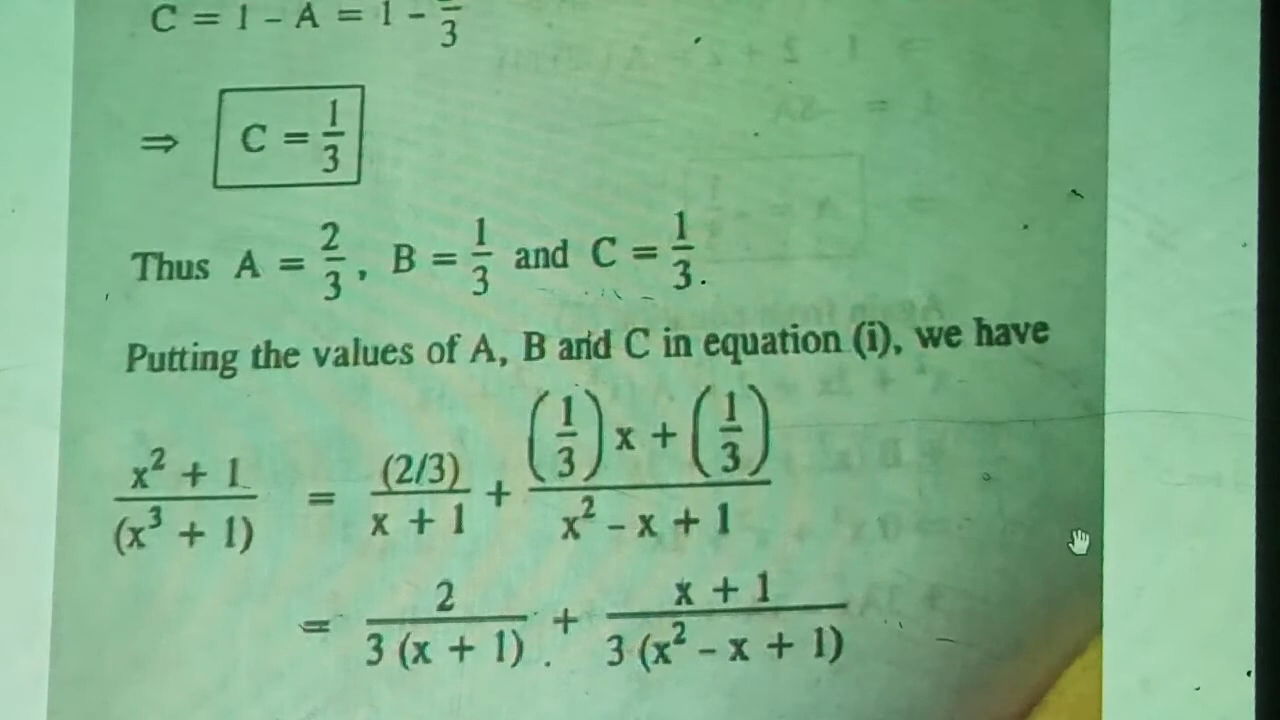 C = 1 - A = 1 - /3
⇒ C = 1/3
Thus A = 2/3, B = 1/3 and C = 1/3.
Putting the values of A, B and C in equation (i), we have
x² + 1 / (x³ + 1) = (2/3) / x + 1 + (1/3) x + (1/3) / x² - x + 1
= 2 / 3 (x + 1) + x + 1 / 3 (x² - x + 1)